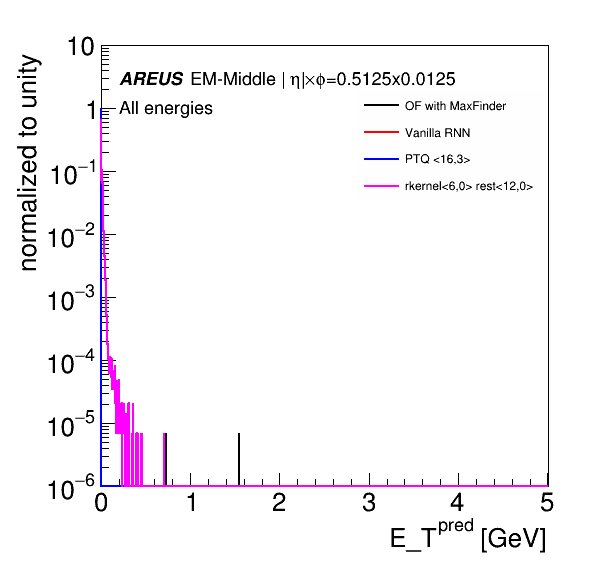 normalized to unity
10
1
10−1
10−2
10−3
10−4
10−5
10−6
AREUS EM-Middle | η|×ϕ=0.5125x0.0125
All energies
OF with MaxFinder
Vanilla RNN
PTQ <16,3>
rkernel<6,0> rest<12,0>
0 1 2 3 4 5
E_T^pred [GeV]